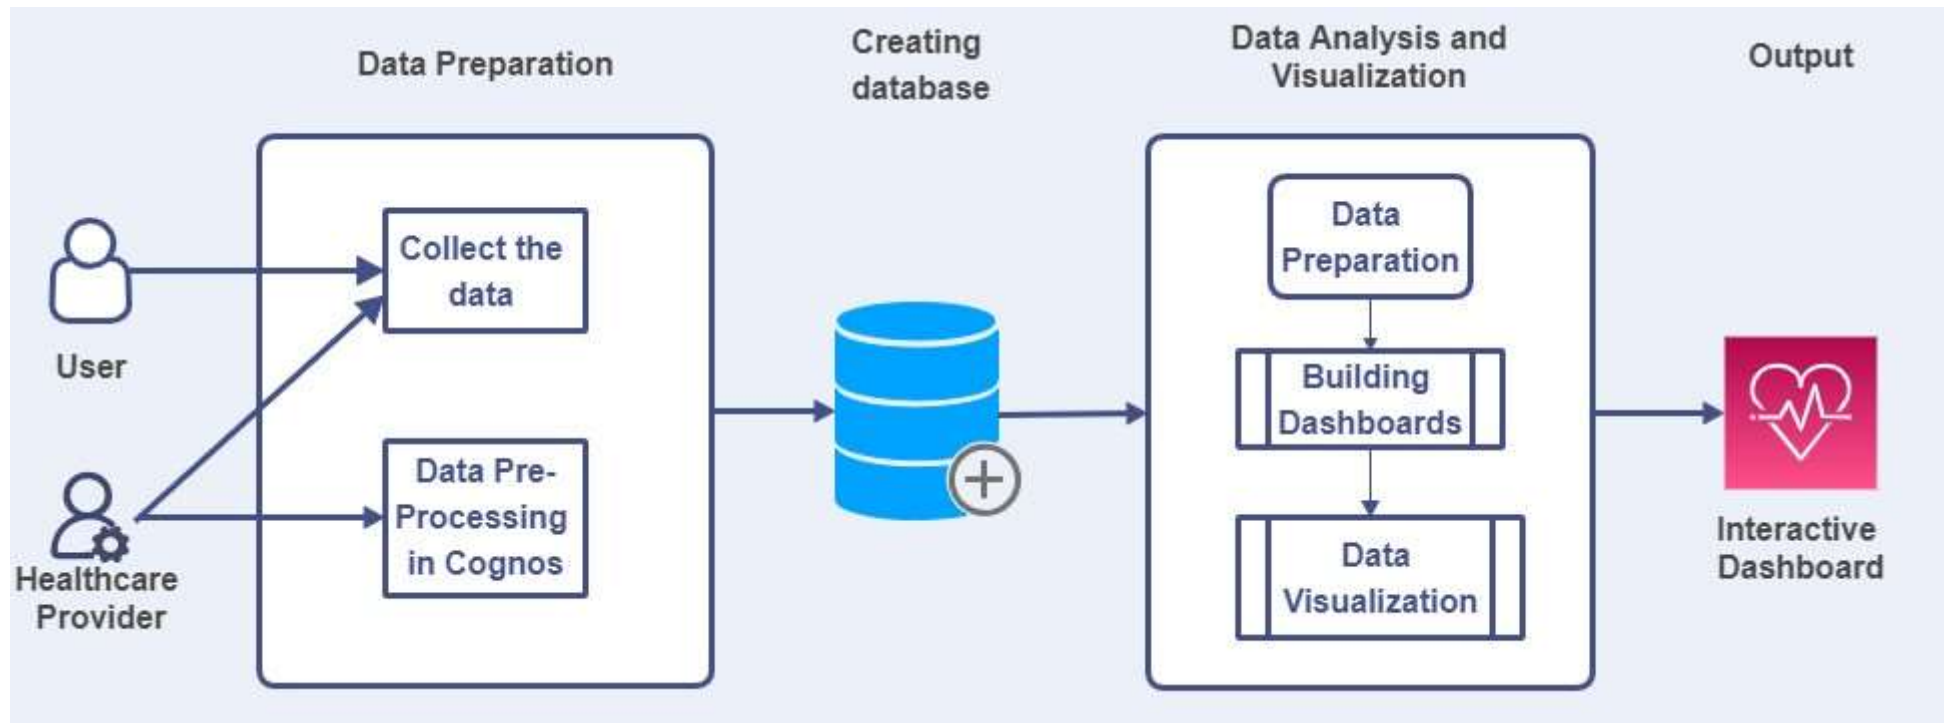 Data Preparation
Creating
database
Data Analysis and
Visualization
Output
User
Healthcare
Provider
Collect the
data
Data Pre-
Processing
in Cognos
Data
Preparation
Building
Dashboards
Data
Visualization
Interactive
Dashboard